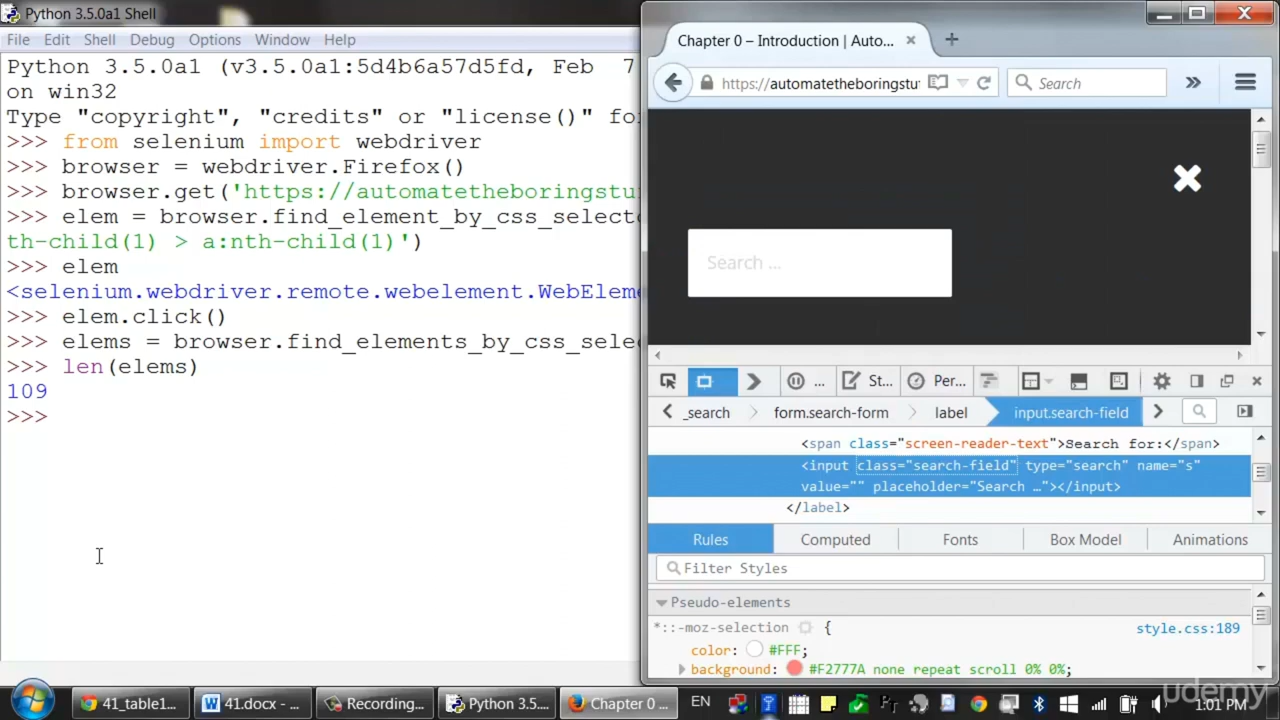 Python 3.5.0a1 Shell
File Edit Shell Debug Options Window Help
Python 3.5.0a1 (v3.5.0a1:5d4b6a57d5fd, Feb 7
on win32
Type "copyright", "credits" or "license()" for
>>> from selenium import webdriver
>>> browser = webdriver.Firefox()
>>> browser.get('https://automatetheboringstu
>>> elem = browser.find_element_by_css_selecto
th-child(1) > a:nth-child(1)')
>>> elem
<selenium.webdriver.remote.webelement.WebEleme
>>> elem.click()
>>> elems = browser.find_elements_by_css_selec
>>> len(elems)
109
>>>
Chapter 0 – Introduction | Auto...
https://automatetheboringstu
Search
Search ...
... St... Per...
_search form.search-form label input.search-field
<span class="screen-reader-text">Search for:</span>
<input class="search-field" type="search" name="s"
value="" placeholder="Search …"></input>
</label>
Rules Computed Fonts Box Model Animations
Filter Styles
Pseudo-elements
*::-moz-selection { style.css:189
color: #FFF;
background: #F2777A none repeat scroll 0% 0%;
41_table1... 41.docx - ... Recording... Python 3.5.... Chapter 0 ... EN 1:01 PM
udemy